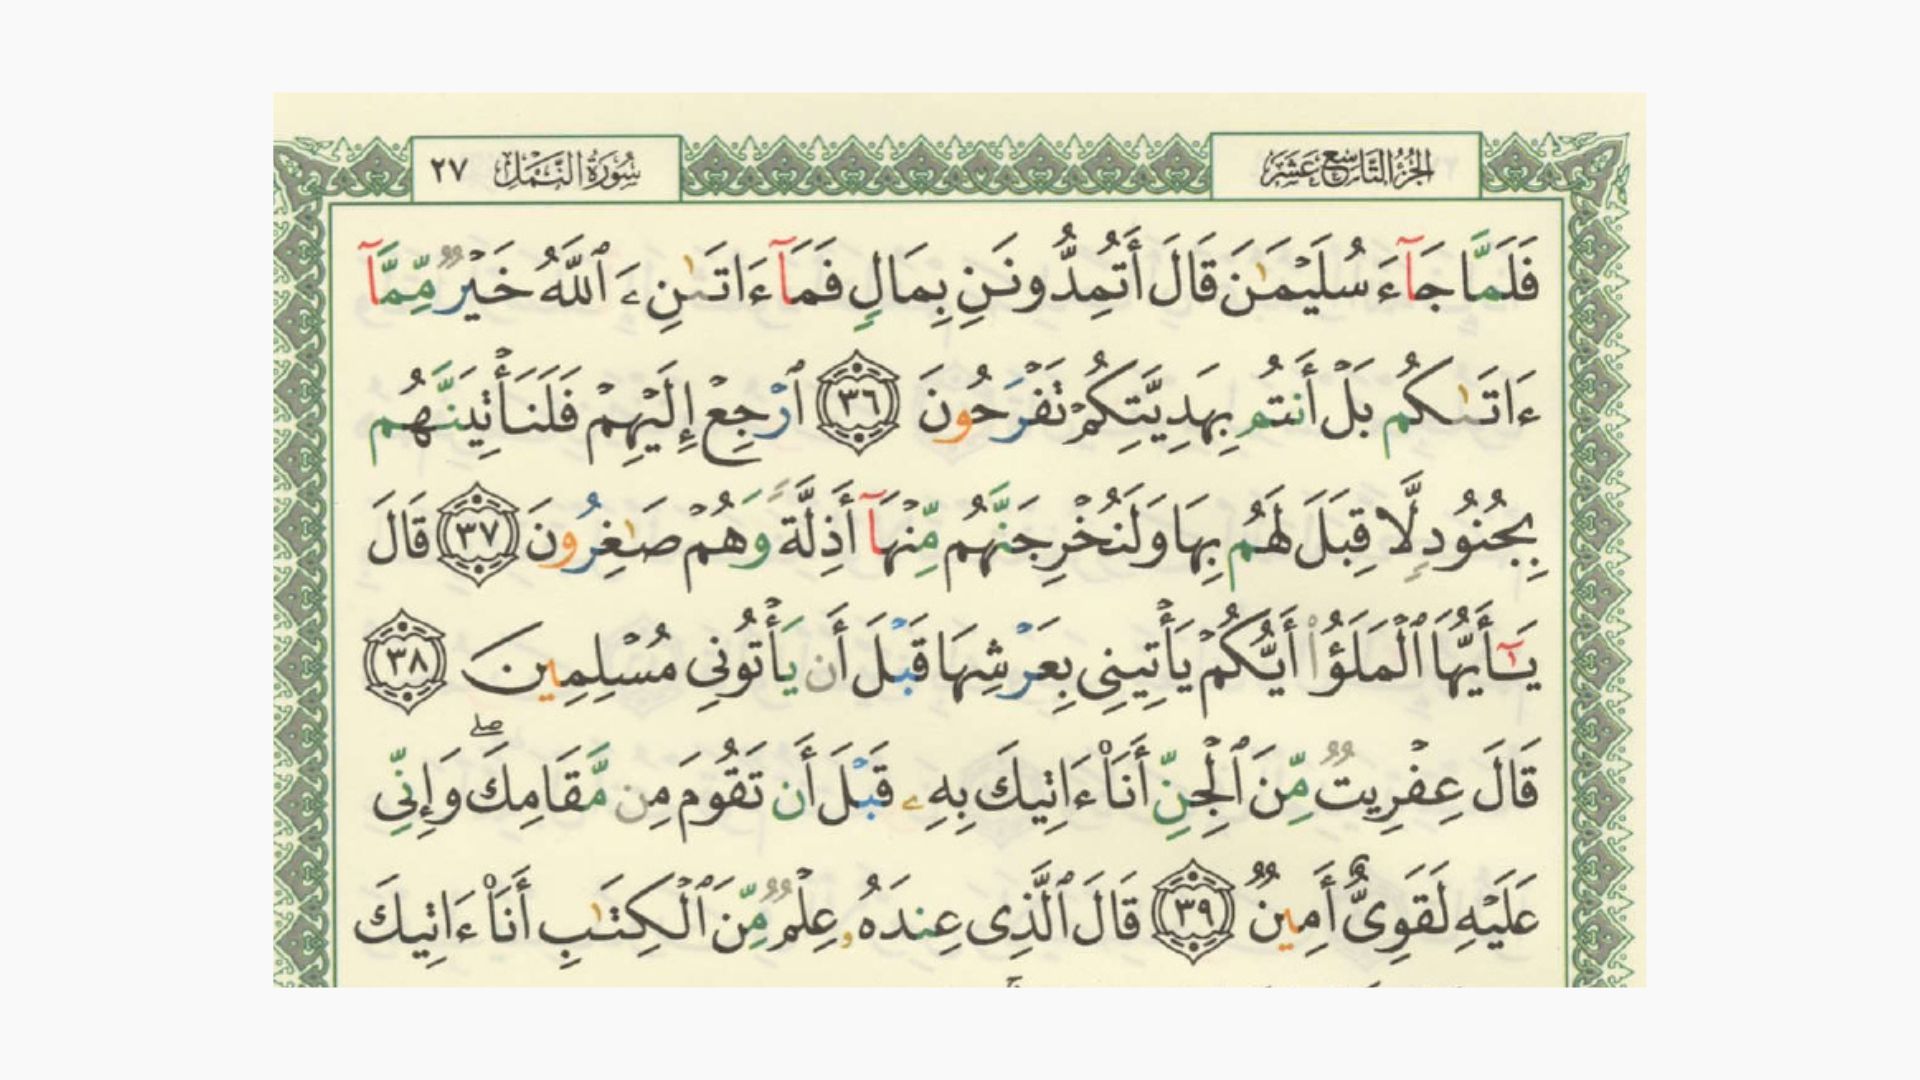 الجزء التاسع عشر
سورة النمل ٢٧
فَلَمَّا جَآءَ سُلَيْمَـٰنَ قَالَ أَتُمِدُّونَنِ بِمَالٍ فَمَآ ءَاتَىٰنِۦَ ٱللَّهُ خَيْرٌ مِّمَّآ
ءَاتَىٰكُم بَلْ أَنتُم بِهَدِيَّتِكُمْ تَفْرَحُونَ ٣٦ ٱرْجِعْ إِلَيْهِمْ فَلَنَأْتِيَنَّهُم
بِجُنُودٍ لَّا قِبَلَ لَهُم بِهَا وَلَنُخْرِجَنَّهُم مِّنْهَآ أَذِلَّةً وَهُمْ صَـٰغِرُونَ ٣٧ قَالَ
يَـٰٓأَيُّهَا ٱلْمَلَؤُا۟ أَيُّكُمْ يَأْتِينِى بِعَرْشِهَا قَبْلَ أَن يَأْتُونِى مُسْلِمِينَ ٣٨
قَالَ عِفْرِيتٌ مِّنَ ٱلْجِنِّ أَنَا۠ ءَاتِيكَ بِهِۦ قَبْلَ أَن تَقُومَ مِن مَّقَامِكَ ۖ وَإِنِّى
عَلَيْهِ لَقَوِىٌّ أَمِينٌ ٣٩ قَالَ ٱلَّذِى عِندَهُۥ عِلْمٌ مِّنَ ٱلْكِتَـٰبِ أَنَا۠ ءَاتِيكَ